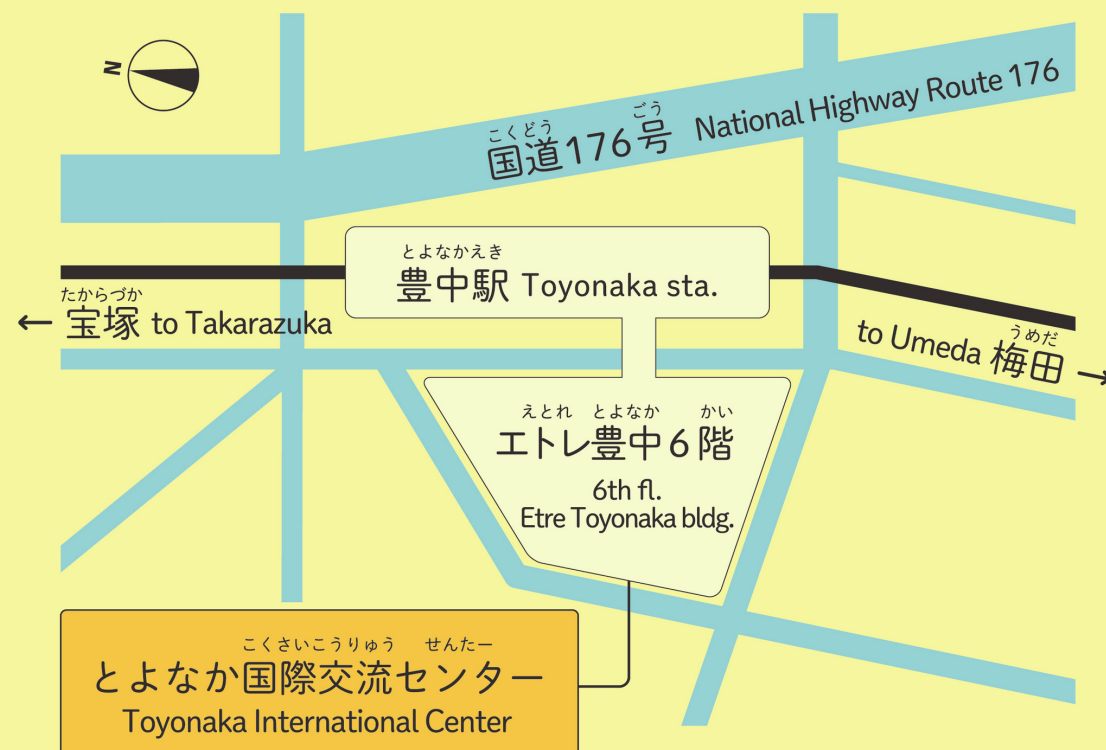 N
こくどう ごう
国道176号 National Highway Route 176
とよなかえき
豊中駅 Toyonaka sta.
たからづか
← 宝塚 to Takarazuka
うめだ
to Umeda 梅田 →
えとれ とよなか かい
エトレ豊中6階
6th fl.
Etre Toyonaka bldg.
こくさいこうりゅう せんたー
とよなか国際交流センター
Toyonaka International Center